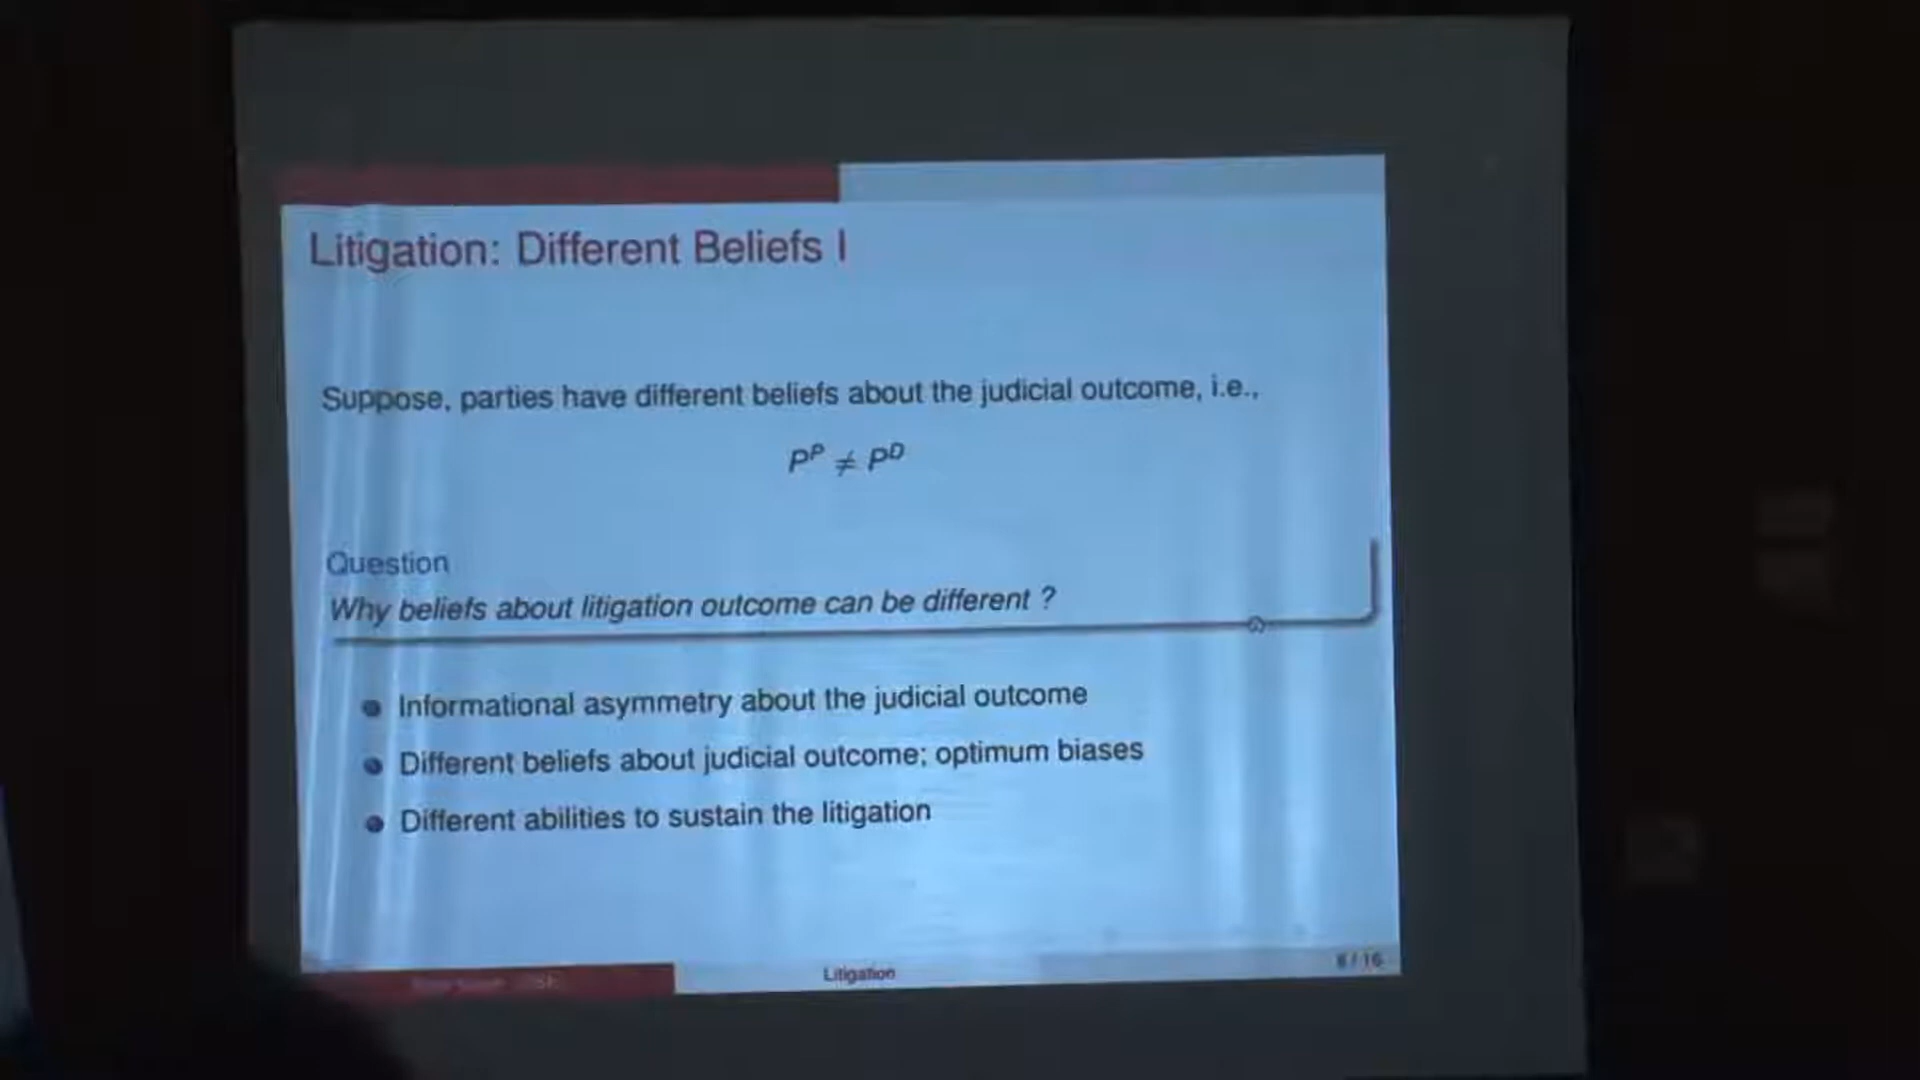 Litigation: Different Beliefs I
Suppose, parties have different beliefs about the judicial outcome, i.e.,
P^P ≠ P^D
Question
Why beliefs about litigation outcome can be different ?
Informational asymmetry about the judicial outcome
Different beliefs about judicial outcome; optimum biases
Different abilities to sustain the litigation
Litigation
/ 16